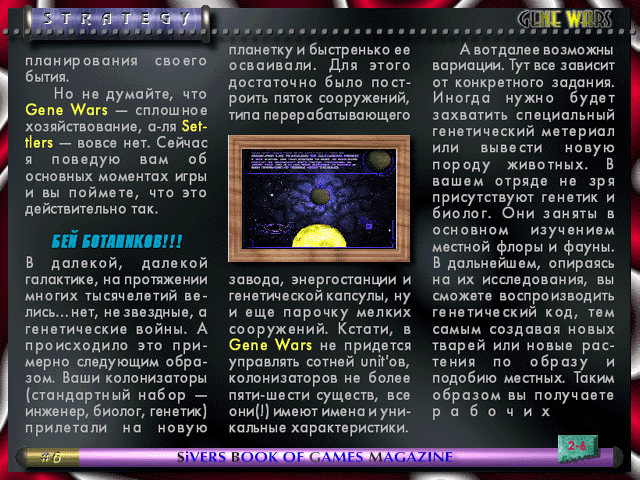 STRATEGY
GENE WARS
планирования своего
бытия.
Но не думайте, что
Gene Wars — сплошное
хозяйствование, а-ля Set-
tlers — вовсе нет. Сейчас
я поведую вам об
основных моментах игры
и вы поймете, что это
действительно так.
БЕЙ БОТАНИКОВ!!!
В далекой, далекой
галактике, на протяжении
многих тысячелетий ве-
лись... нет, не звездные, а
генетические войны. А
происходило это при-
мерно следующим обра-
зом. Ваши колонизаторы
(стандартный набор —
инженер, биолог, генетик)
прилетали на новую
планетку и быстренько ее
осваивали. Для этого
достаточно было пост-
роить пяток сооружений,
типа перерабатывающего
завода, энергостанции и
генетической капсулы, ну
и еще парочку мелких
сооружений. Кстати, в
Gene Wars не придется
управлять сотней unit'ов,
колонизаторов не более
пяти-шести существ, все
они(!) имеют имена и уни-
кальные характеристики.
А вотдалее возможны
вариации. Тут все зависит
от конкретного задания.
Иногда нужно будет
захватить специальный
генетический метериал
или вывести новую
породу животных. В
вашем отряде не зря
присутствуют генетик и
биолог. Они заняты в
основном изучением
местной флоры и фауны.
В дальнейшем, опираясь
на их исследования, вы
сможете воспроизводить
генетический код, тем
самым создавая новых
тварей или новые рас-
тения по образу и
подобию местных. Таким
образом вы получаете
рабочих
#6
SIVERS BOOK OF GAMES MAGAZINE
2-6